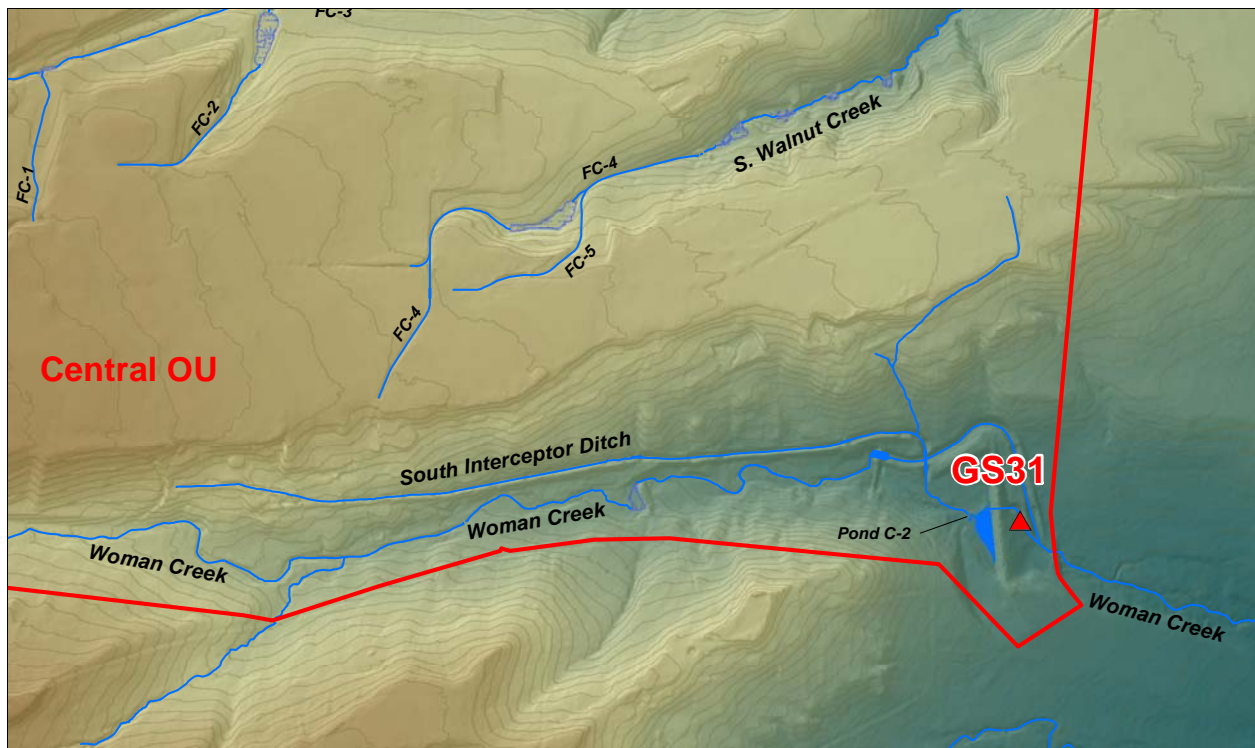 FC-3
FC-2
FC-1
FC-4
S. Walnut Creek
FC-5
FC-4
Central OU
South Interceptor Ditch
GS31
Woman Creek
Pond C-2
Woman Creek
Woman Creek